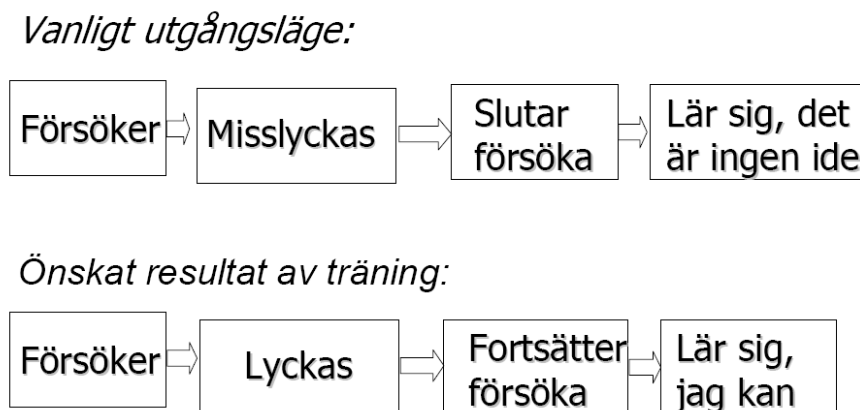 Vanligt utgångsläge:
Försöker
Misslyckas
Slutar
försöka
Lär sig, det
är ingen ide
Önskat resultat av träning:
Försöker
Lyckas
Fortsätter
försöka
Lär sig,
jag kan